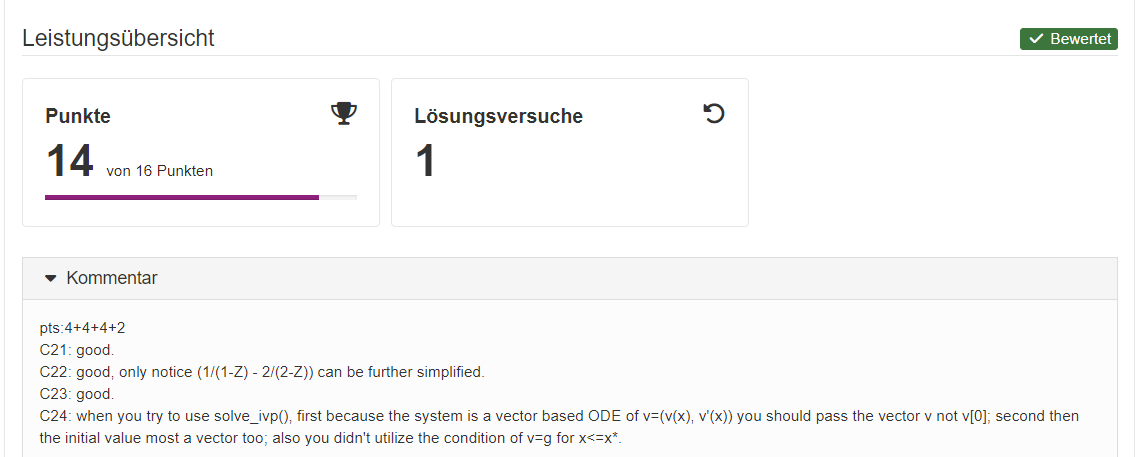 Leistungsübersicht
Bewertet
Punkte
14 von 16 Punkten
Lösungsversuche
1
Kommentar
pts:4+4+4+2
C21: good.
C22: good, only notice (1/(1-Z) - 2/(2-Z)) can be further simplified.
C23: good.
C24: when you try to use solve_ivp(), first because the system is a vector based ODE of v=(v(x), v'(x)) you should pass the vector v not v[0]; second then
the initial value most a vector too; also you didn't utilize the condition of v=g for x<=x*.